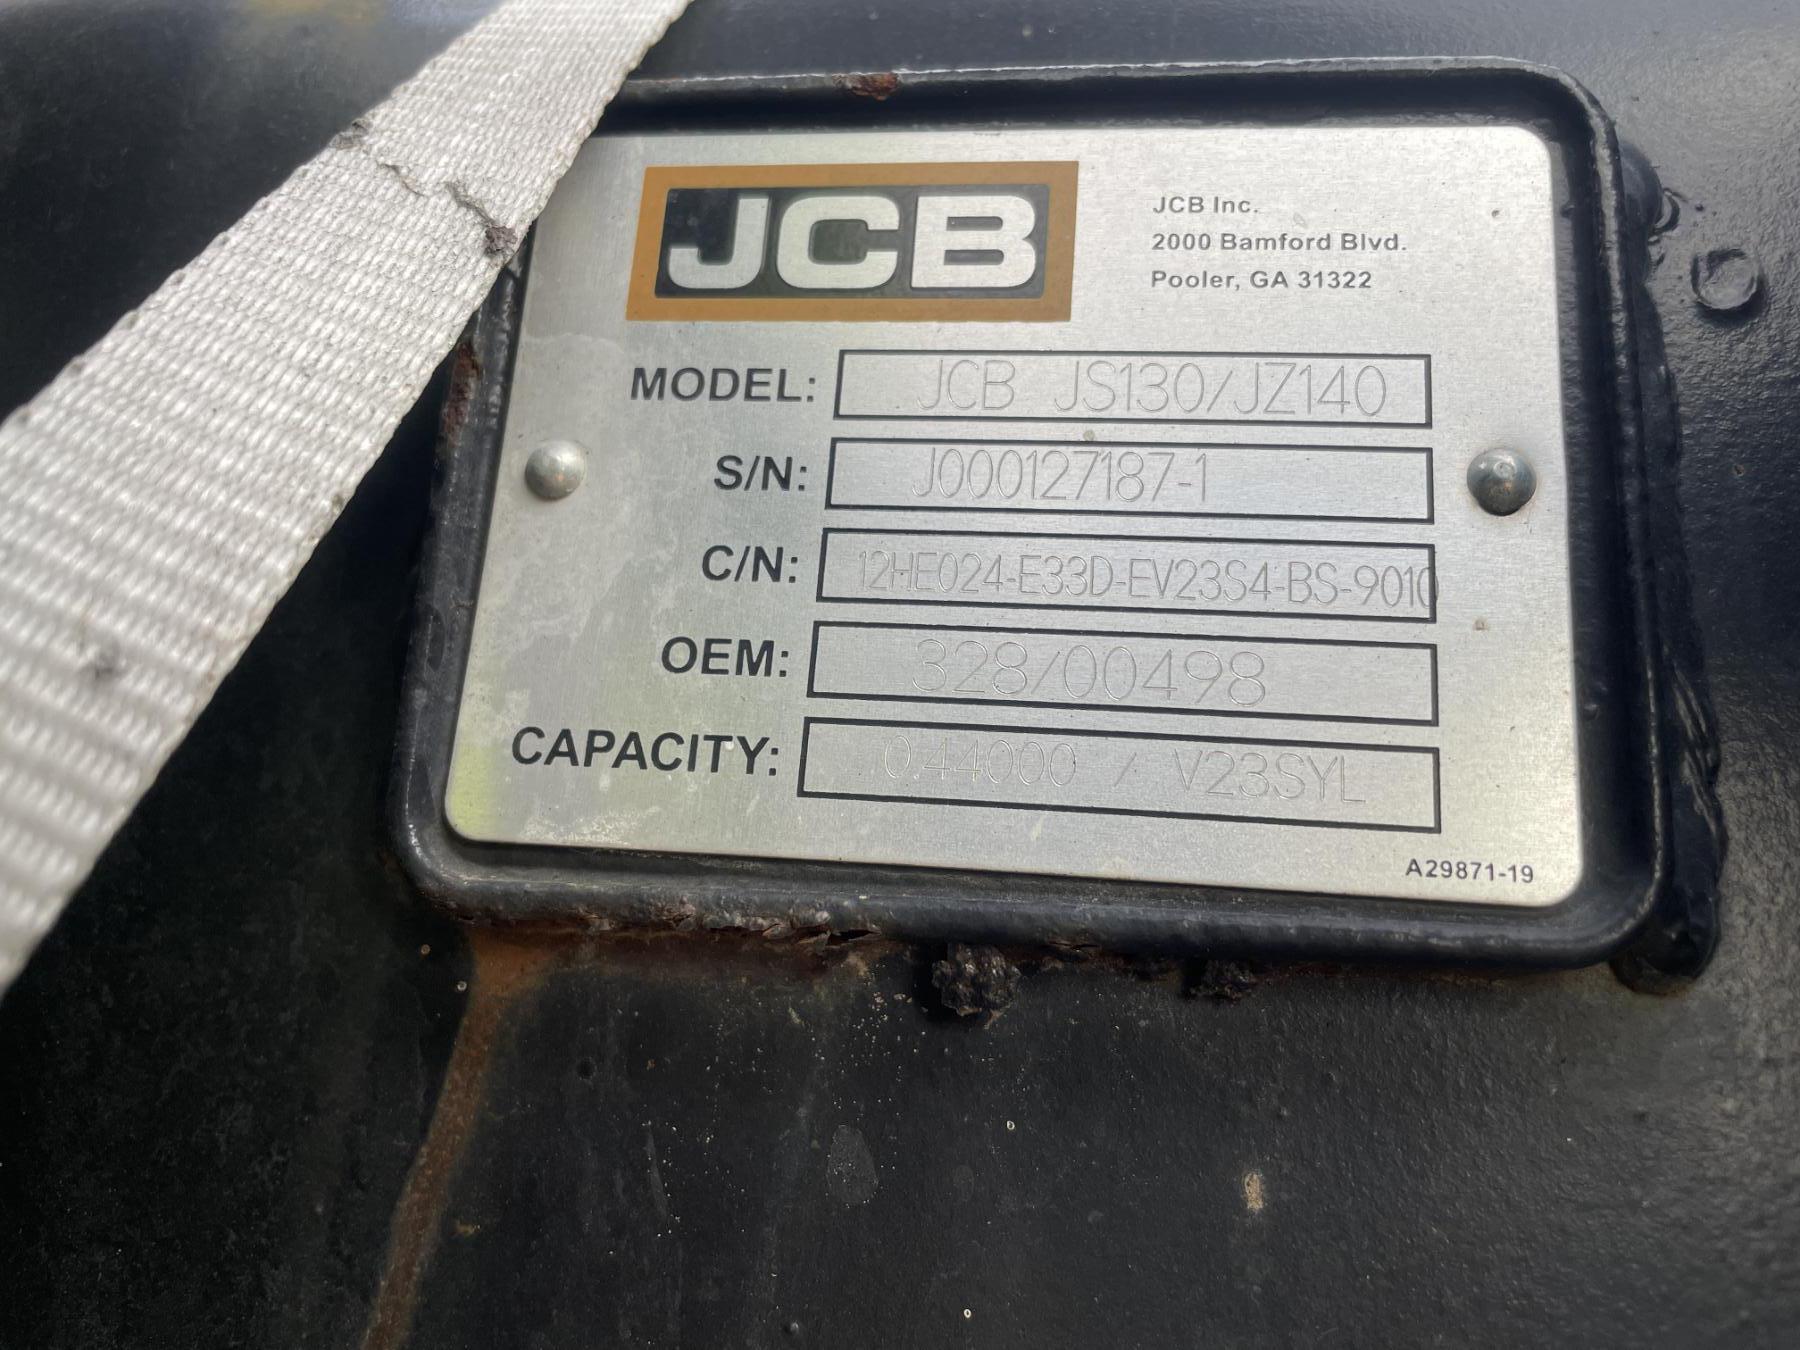 JCB
JCB Inc.
2000 Bamford Blvd.
Pooler, GA 31322
MODEL: JCB JS130/JZ140
S/N: J000127187-1
C/N: 12HE024-E33D-EV23S4-BS-9010
OEM: 328/00498
CAPACITY: 0.44000 / V23SYL
A29871-19